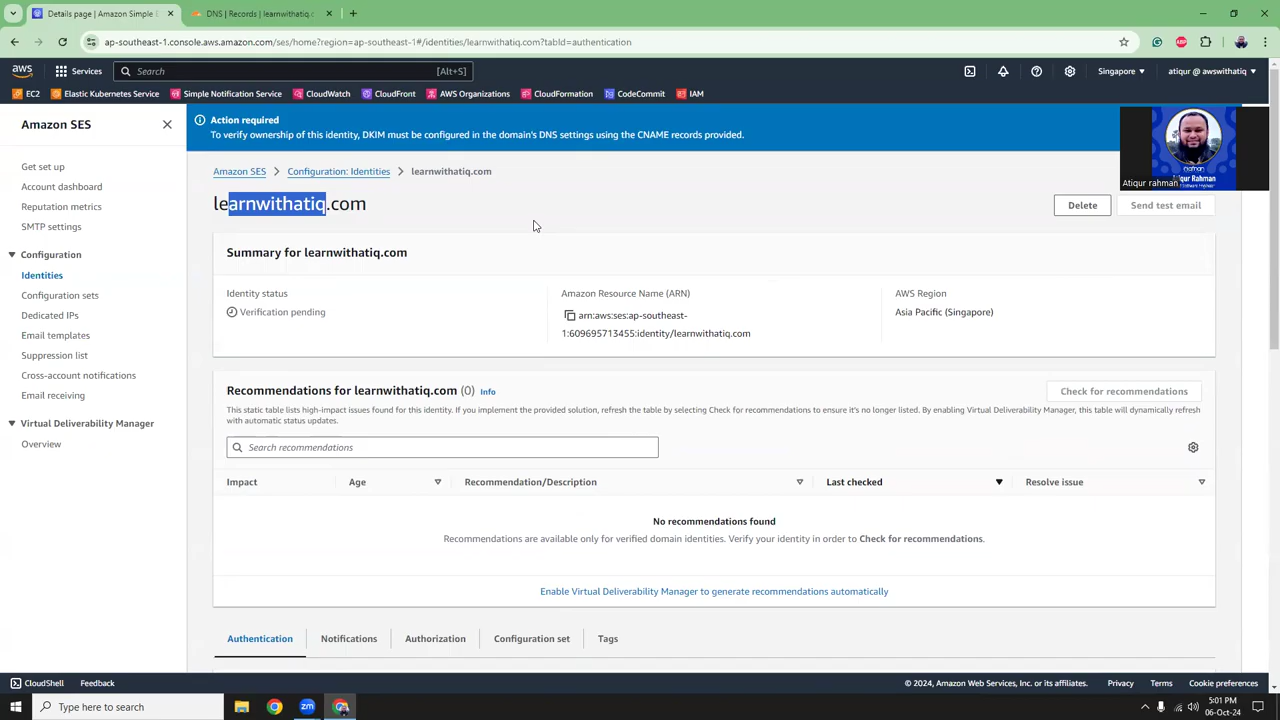 Details page | Amazon Simple E
DNS | Records | learnwithatiq.c
ap-southeast-1.console.aws.amazon.com/ses/home?region=ap-southeast-1#/identities/learnwithatiq.com?tabId=authentication
aws
Services
Search
[Alt+S]
Singapore
atiqur @ awswithatiq
EC2
Elastic Kubernetes Service
Simple Notification Service
CloudWatch
CloudFront
AWS Organizations
CloudFormation
CodeCommit
IAM
Amazon SES
Get set up
Account dashboard
Reputation metrics
SMTP settings
Configuration
Identities
Configuration sets
Dedicated IPs
Email templates
Suppression list
Cross-account notifications
Email receiving
Virtual Deliverability Manager
Overview
Action required
To verify ownership of this identity, DKIM must be configured in the domain's DNS settings using the CNAME records provided.
Atiqur Rahman
Atiqur rahman
Amazon SES
Configuration: Identities
learnwithatiq.com
learnwithatiq.com
Delete
Send test email
Summary for learnwithatiq.com
Identity status
Verification pending
Amazon Resource Name (ARN)
arn:aws:ses:ap-southeast-
1:609695713455:identity/learnwithatiq.com
AWS Region
Asia Pacific (Singapore)
Recommendations for learnwithatiq.com (0)
Info
Check for recommendations
This static table lists high-impact issues found for this identity. If you implement the provided solution, refresh the table by selecting Check for recommendations to ensure it's no longer listed. By enabling Virtual Deliverability Manager, this table will dynamically refresh
with automatic status updates.
Search recommendations
Impact
Age
Recommendation/Description
Last checked
Resolve issue
No recommendations found
Recommendations are available only for verified domain identities. Verify your identity in order to Check for recommendations.
Enable Virtual Deliverability Manager to generate recommendations automatically
Authentication
Notifications
Authorization
Configuration set
Tags
CloudShell
Feedback
© 2024, Amazon Web Services, Inc. or its affiliates.
Privacy
Terms
Cookie preferences
Type here to search
5:01 PM
06-Oct-24